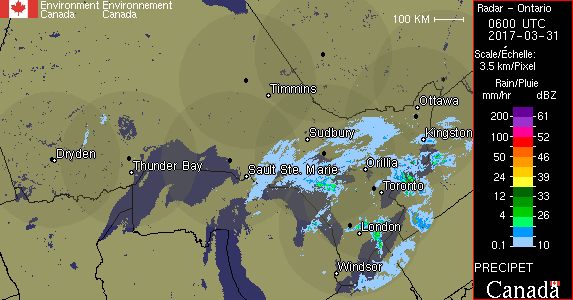 Environment Environnement
Canada Canada
100 KM
Timmins
Ottawa
Sudbury
Kingston
Dryden
Thunder Bay
Sault Ste. Marie
Orillia
Toronto
London
Windsor
Radar - Ontario
0600 UTC
2017-03-31
Scale/Échelle:
3.5 km/Pixel
Rain/Pluie
mm/hr dBZ
200 61
100 52
50 46
24 39
12 33
4 26
0.1 10
PRECIPET
Canada